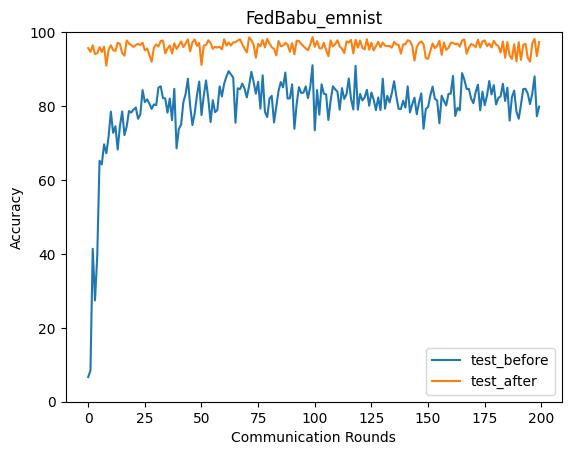 FedBabu_emnist
Accuracy
100
80
60
40
20
0
0 25 50 75 100 125 150 175 200
Communication Rounds
test_before
test_after